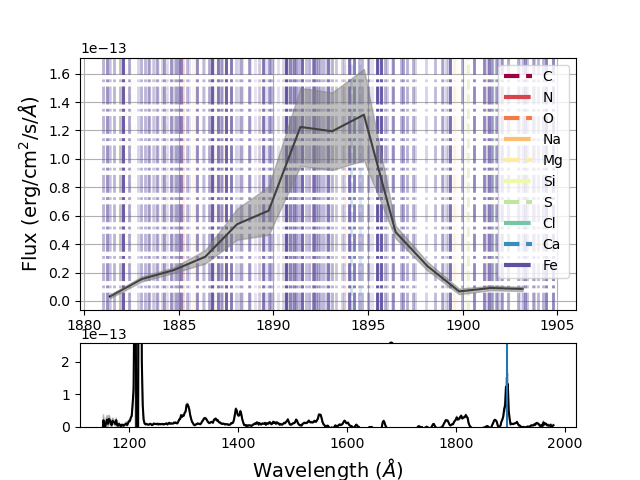 1e−13
Flux (erg/cm²/s/Å)
1.6
1.4
1.2
1.0
0.8
0.6
0.4
0.2
0.0
C
N
O
Na
Mg
Si
S
Cl
Ca
Fe
1880 1885 1890 1895 1900 1905
1e−13
2
1
0
1200 1400 1600 1800 2000
Wavelength (Å)